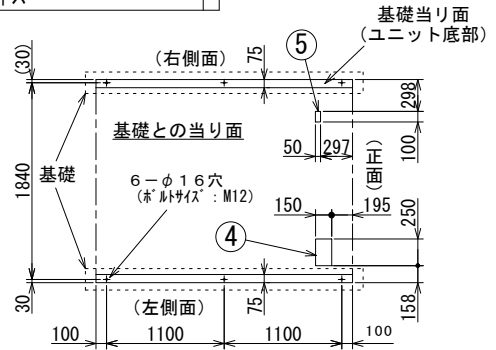 基礎当り面
(ユニット底部)
(右側面)
75
⑤
(30)
298
100
基礎との当り面
50
297
(正面)
基礎
1840
6−φ16穴
(ボルトサイズ:M12)
150
195
250
④
158
30
(左側面)
75
100
1100
1100
100